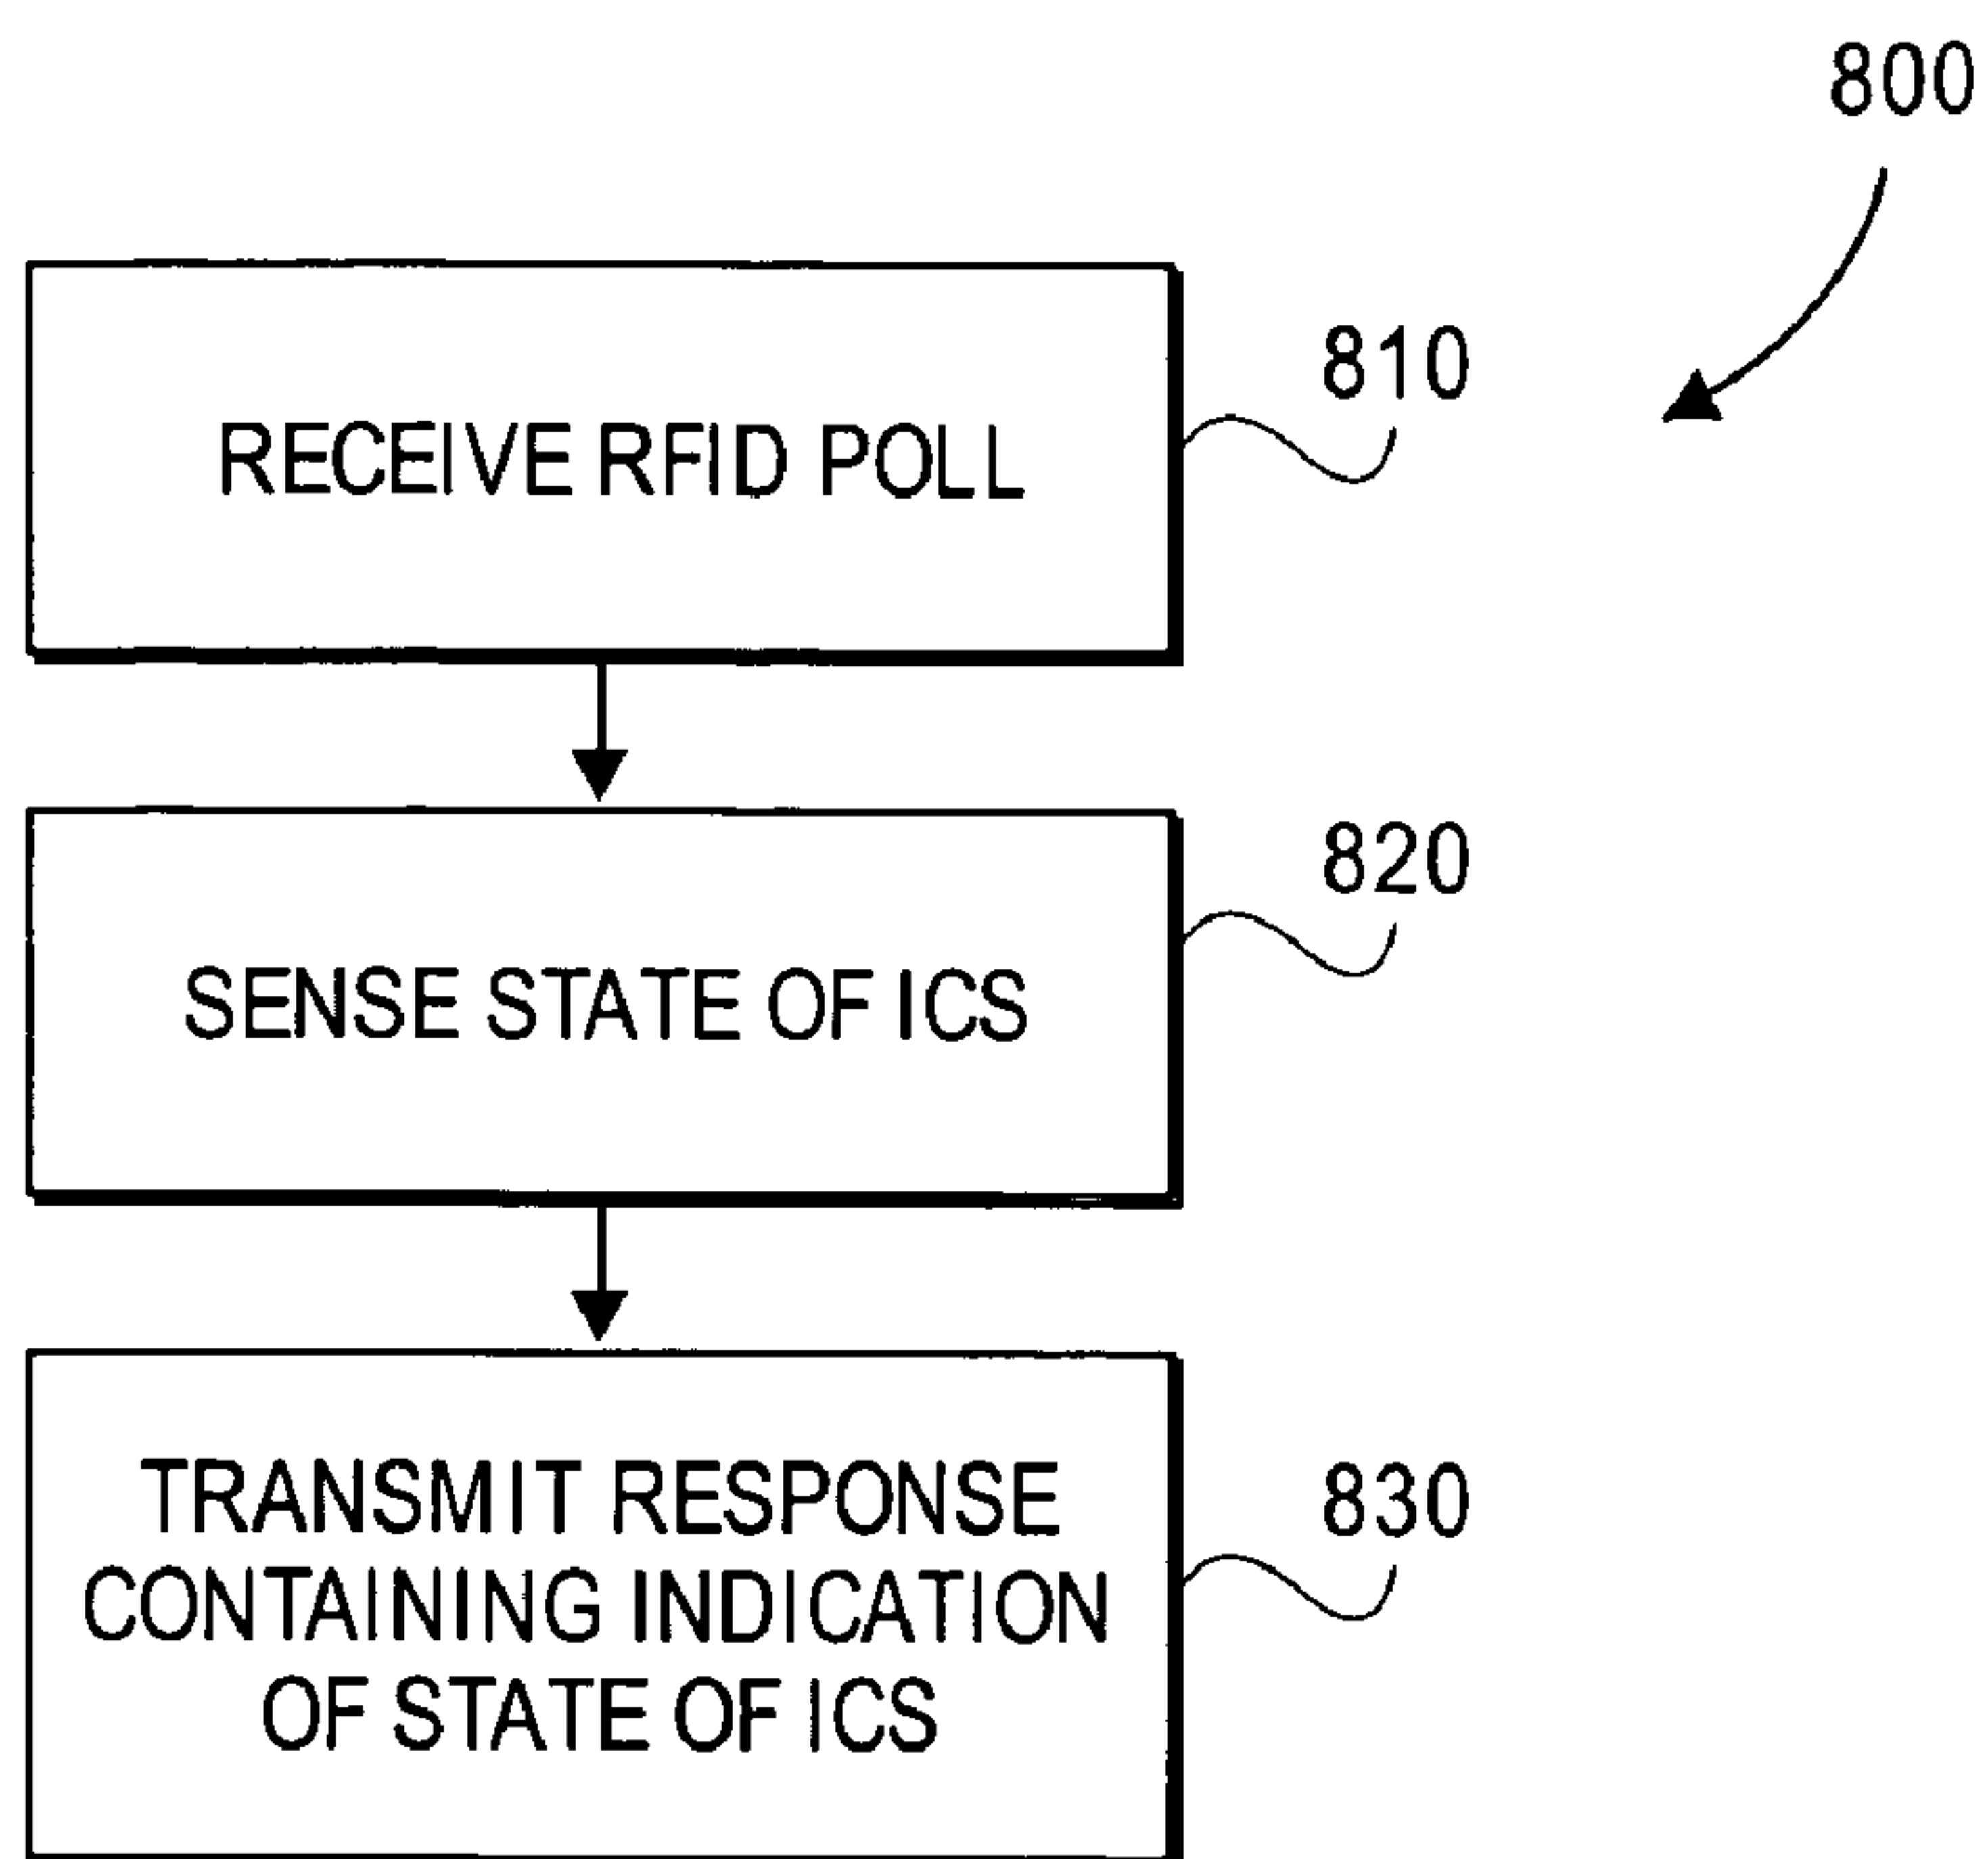 800
810
RECEIVE RFID POLL
820
SENSE STATE OF ICS
830
TRANSMIT RESPONSE
CONTAINING INDICATION
OF STATE OF ICS